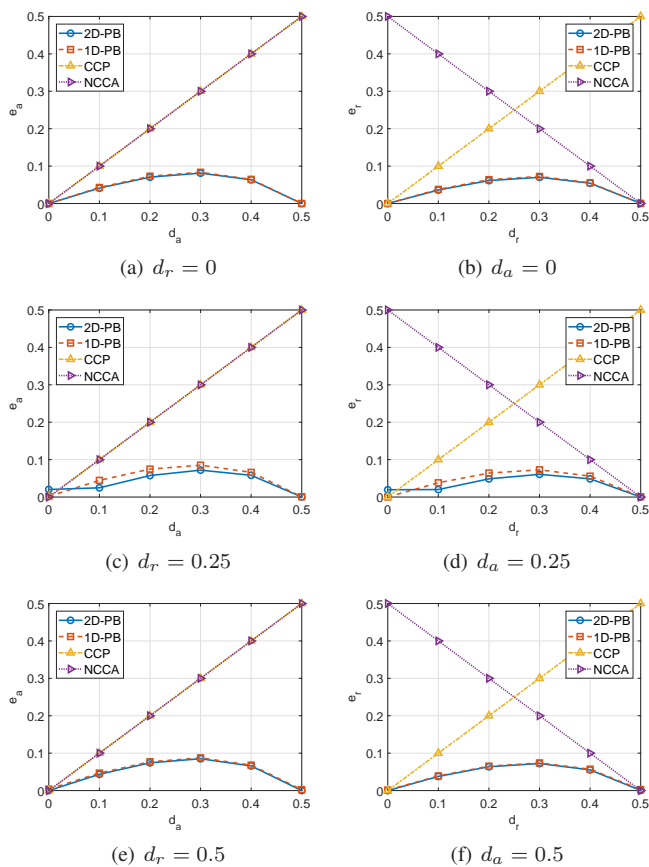 0.5
0.4
0.3
0.2
0.1
0
e_a
2D-PB
1D-PB
CCP
NCCA
0 0.1 0.2 0.3 0.4 0.5
d_a
(a) d_r = 0
0.5
0.4
0.3
0.2
0.1
0
e_r
2D-PB
1D-PB
CCP
NCCA
0 0.1 0.2 0.3 0.4 0.5
d_r
(b) d_a = 0
0.5
0.4
0.3
0.2
0.1
0
e_a
2D-PB
1D-PB
CCP
NCCA
0 0.1 0.2 0.3 0.4 0.5
d_a
(c) d_r = 0.25
0.5
0.4
0.3
0.2
0.1
0
e_r
2D-PB
1D-PB
CCP
NCCA
0 0.1 0.2 0.3 0.4 0.5
d_r
(d) d_a = 0.25
0.5
0.4
0.3
0.2
0.1
0
e_a
2D-PB
1D-PB
CCP
NCCA
0 0.1 0.2 0.3 0.4 0.5
d_a
(e) d_r = 0.5
0.5
0.4
0.3
0.2
0.1
0
e_r
2D-PB
1D-PB
CCP
NCCA
0 0.1 0.2 0.3 0.4 0.5
d_r
(f) d_a = 0.5